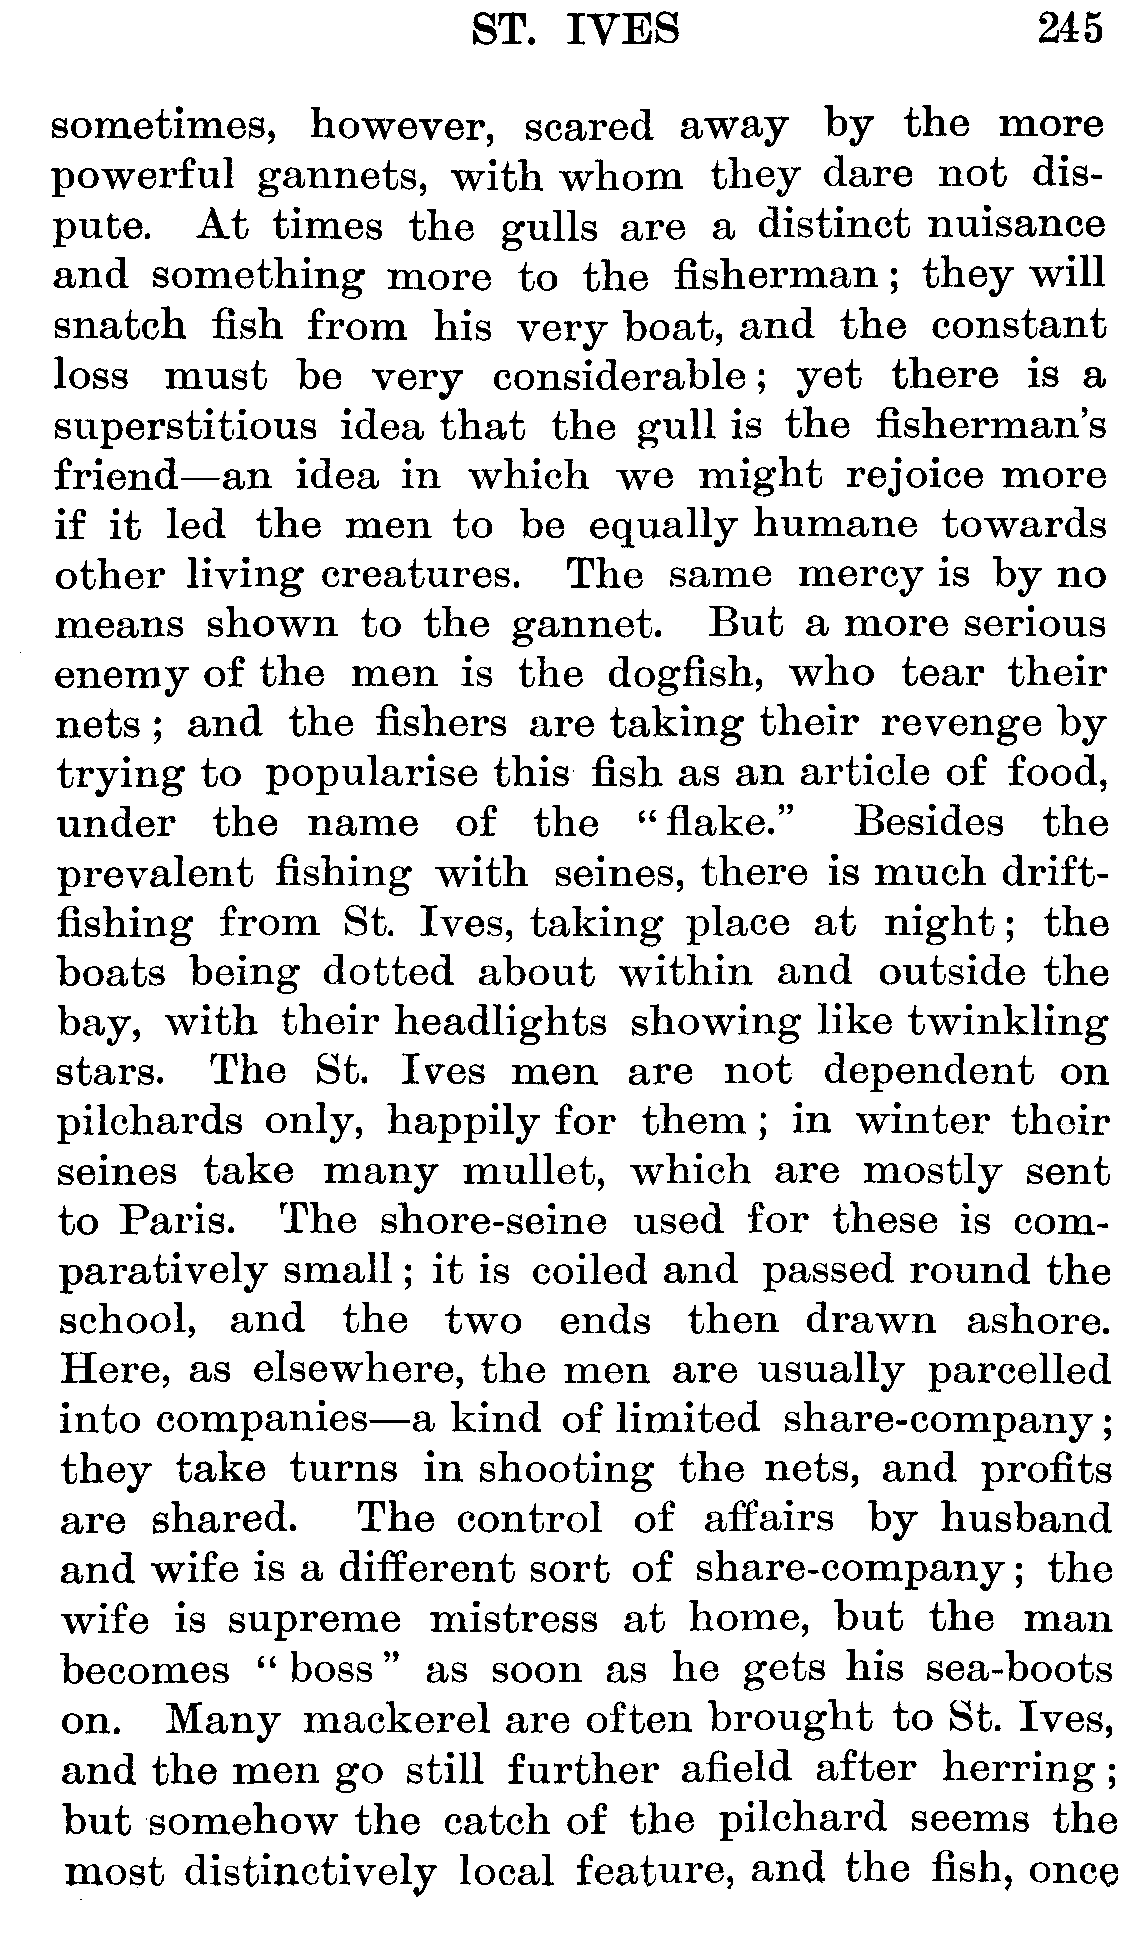 ST. IVES 245
sometimes, however, scared away by the more
powerful gannets, with whom they dare not dis-
pute. At times the gulls are a distinct nuisance
and something more to the fisherman; they will
snatch fish from his very boat, and the constant
loss must be very considerable; yet there is a
superstitious idea that the gull is the fisherman's
friend—an idea in which we might rejoice more
if it led the men to be equally humane towards
other living creatures. The same mercy is by no
means shown to the gannet. But a more serious
enemy of the men is the dogfish, who tear their
nets; and the fishers are taking their revenge by
trying to popularise this fish as an article of food,
under the name of the "flake." Besides the
prevalent fishing with seines, there is much drift-
fishing from St. Ives, taking place at night; the
boats being dotted about within and outside the
bay, with their headlights showing like twinkling
stars. The St. Ives men are not dependent on
pilchards only, happily for them; in winter their
seines take many mullet, which are mostly sent
to Paris. The shore-seine used for these is com-
paratively small; it is coiled and passed round the
school, and the two ends then drawn ashore.
Here, as elsewhere, the men are usually parcelled
into companies—a kind of limited share-company;
they take turns in shooting the nets, and profits
are shared. The control of affairs by husband
and wife is a different sort of share-company; the
wife is supreme mistress at home, but the man
becomes "boss" as soon as he gets his sea-boots
on. Many mackerel are often brought to St. Ives,
and the men go still further afield after herring;
but somehow the catch of the pilchard seems the
most distinctively local feature, and the fish, once